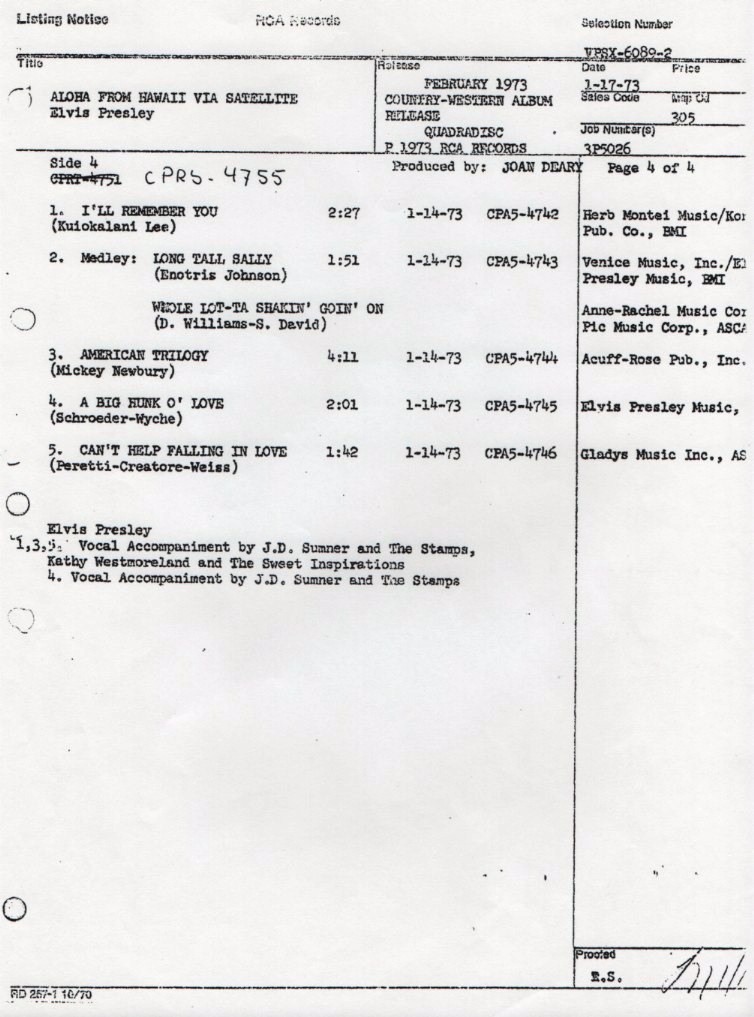 Listing Notice RCA Records Selection Number
VPSX-6089-2
Title Release Date Price
FEBRUARY 1973 1-17-73
ALOHA FROM HAWAII VIA SATELLITE COUNTRY-WESTERN ALBUM Sales Code
Elvis Presley RELEASE 305
QUADRADISC Job Number(s)
P 1973 RCA RECORDS 3P5026
Side 4 Produced by: JOAN DEARY Page 4 of 4
CPRT-4751 CPRS-4755
1. I'LL REMEMBER YOU 2:27 1-14-73 CPA5-4742 Herb Montei Music/Kon
(Kuiokalani Lee) Pub. Co., BMI
2. Medley: LONG TALL SALLY 1:51 1-14-73 CPA5-4743 Venice Music, Inc./El
(Enotris Johnson) Presley Music, BMI
WHOLE LOT-TA SHAKIN' GOIN' ON Anne-Rachel Music Cor
(D. Williams-S. David) Pic Music Corp., ASCA
3. AMERICAN TRILOGY 4:11 1-14-73 CPA5-4744 Acuff-Rose Pub., Inc.
(Mickey Newbury)
4. A BIG HUNK O' LOVE 2:01 1-14-73 CPA5-4745 Elvis Presley Music,
(Schroeder-Wyche)
5. CAN'T HELP FALLING IN LOVE 1:42 1-14-73 CPA5-4746 Gladys Music Inc., AS
(Peretti-Creatore-Weiss)
Elvis Presley
1,3,5. Vocal Accompaniment by J.D. Sumner and The Stamps,
Kathy Westmoreland and The Sweet Inspirations
4. Vocal Accompaniment by J.D. Sumner and The Stamps
Proofed
E.S.
RD 257-1 10/70